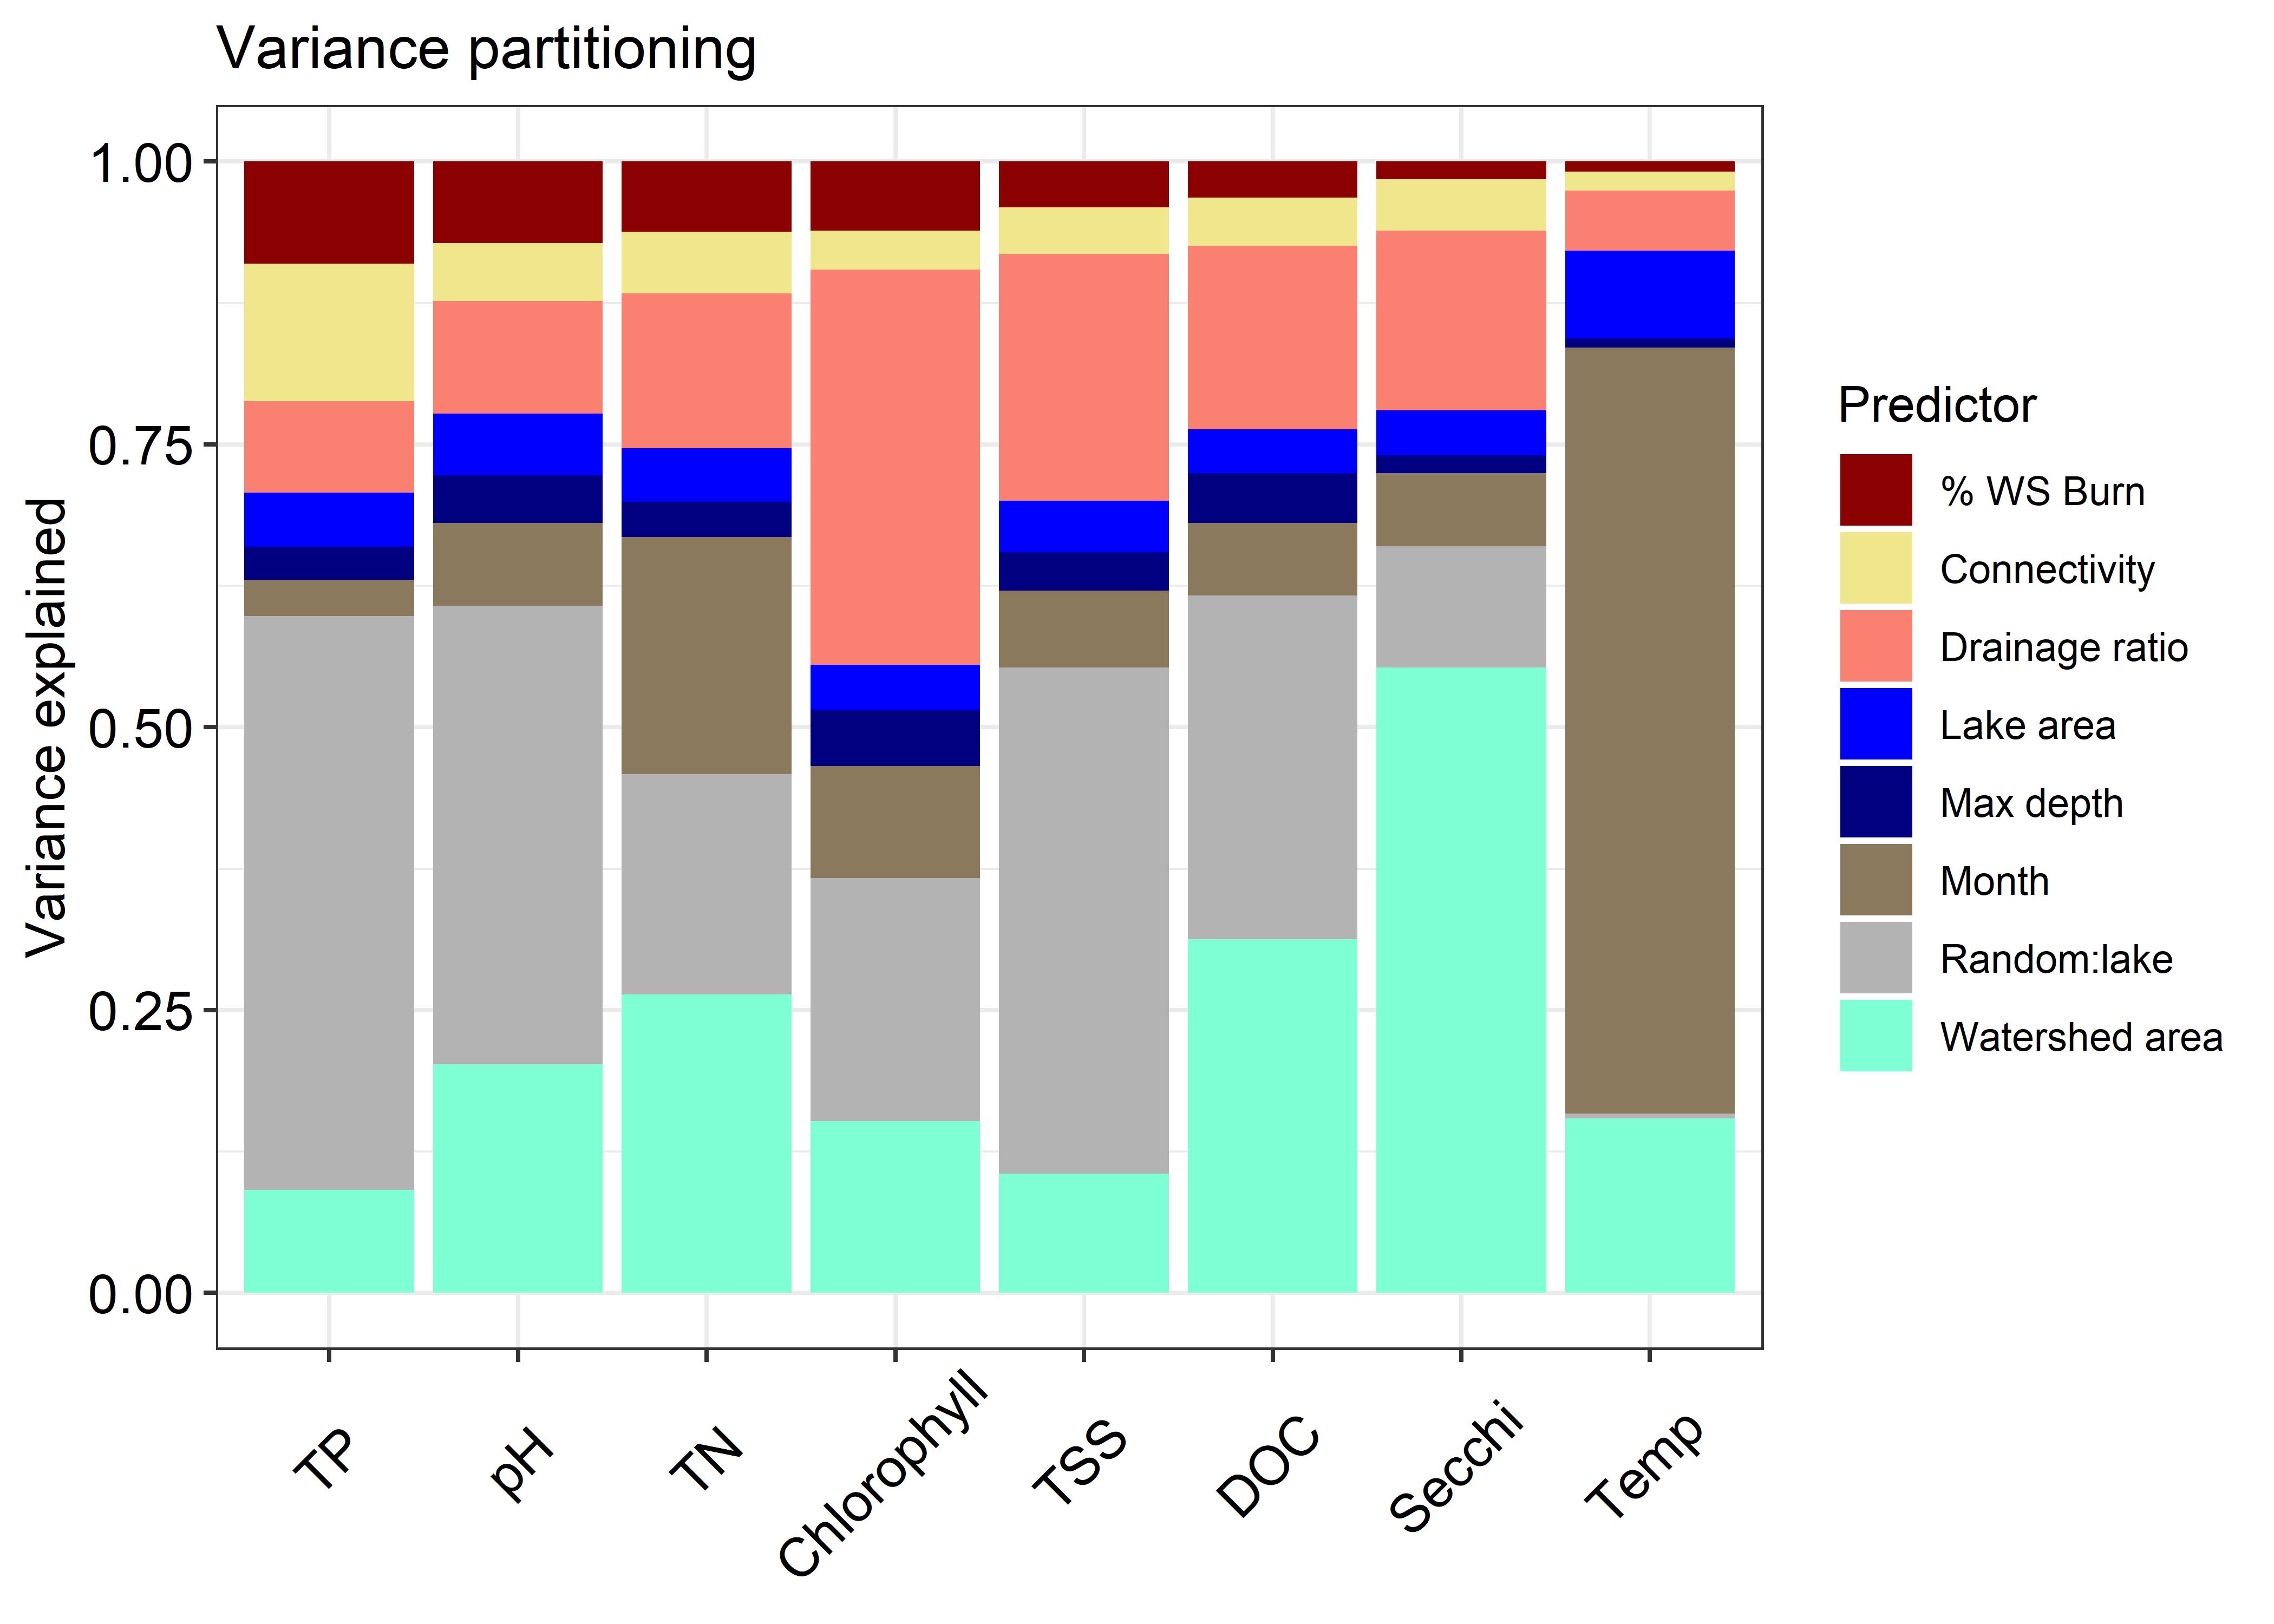 Variance partitioning
Variance explained
1.00
0.75
0.50
0.25
0.00
TP
pH
TN
Chlorophyll
TSS
DOC
Secchi
Temp
Predictor
% WS Burn
Connectivity
Drainage ratio
Lake area
Max depth
Month
Random:lake
Watershed area